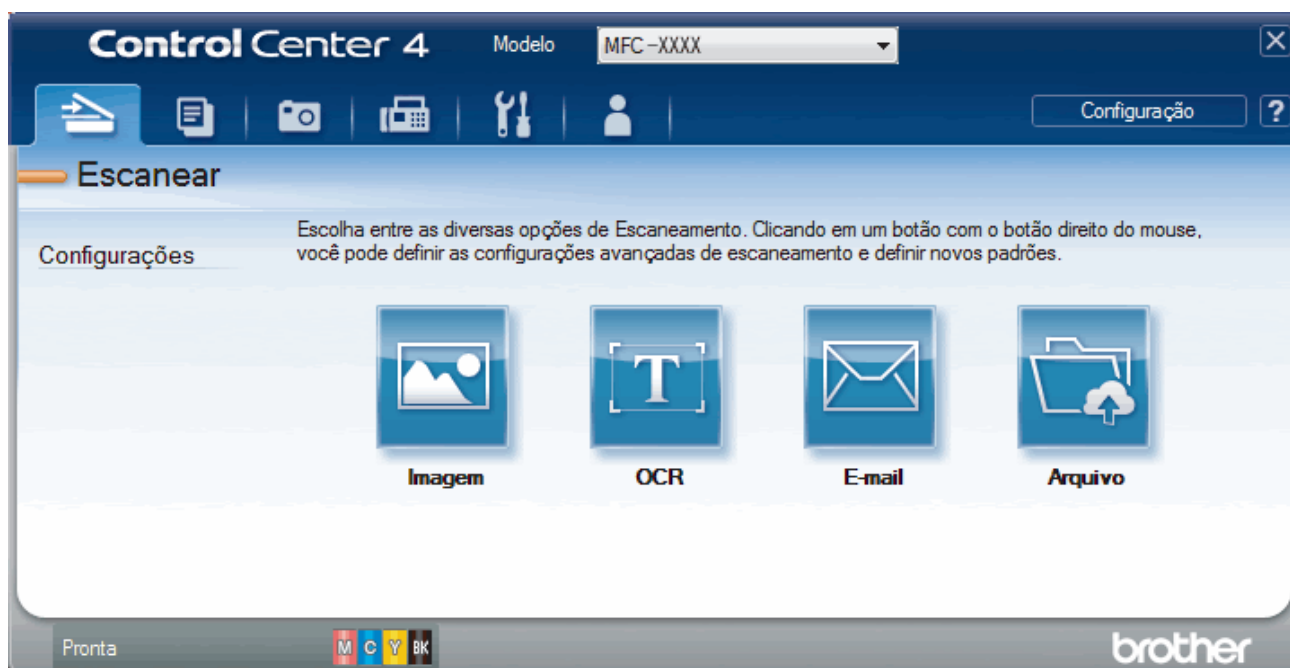 Control Center 4 Modelo MFC-XXXX
Configuração ?
Escanear
Configurações
Escolha entre as diversas opções de Escaneamento. Clicando em um botão com o botão direito do mouse,
você pode definir as configurações avançadas de escaneamento e definir novos padrões.
T
Imagem OCR E-mail Arquivo
Pronta M C Y BK brother